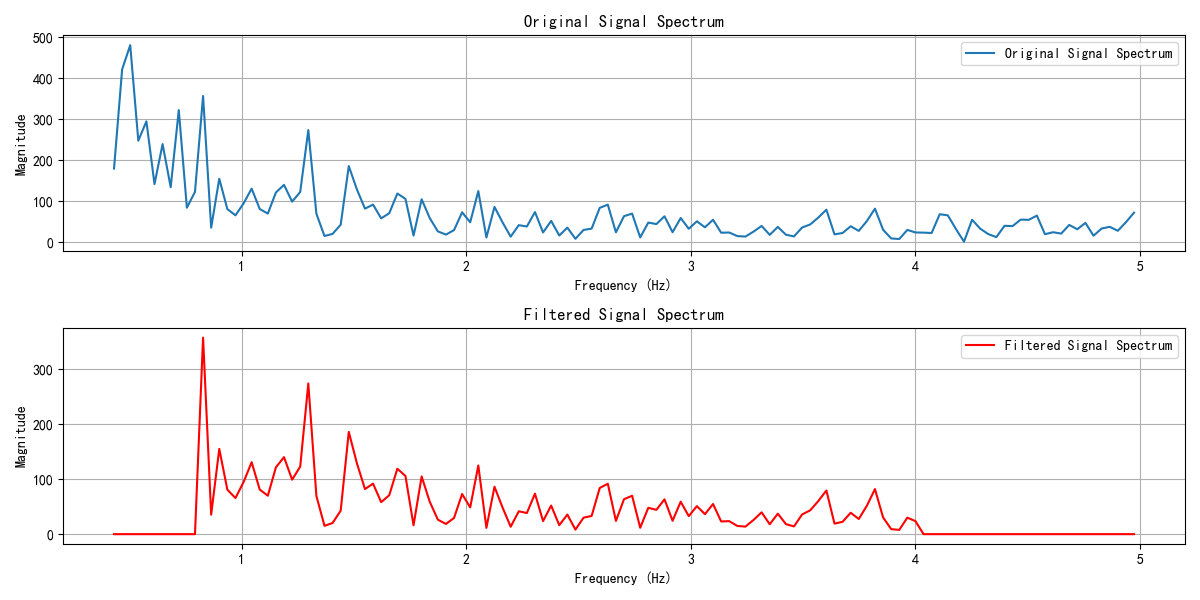 Original Signal Spectrum
500
400
300
200
100
0
Magnitude
Original Signal Spectrum
1 2 3 4 5
Frequency (Hz)
Filtered Signal Spectrum
300
200
100
0
Magnitude
Filtered Signal Spectrum
1 2 3 4 5
Frequency (Hz)